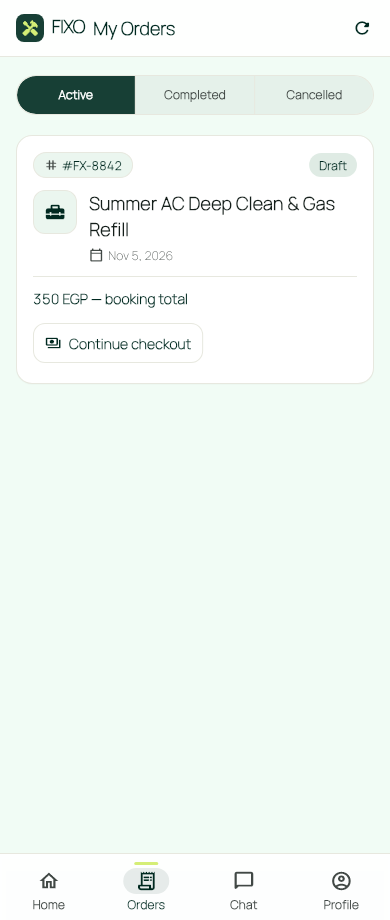 FIXO My Orders
Active Completed Cancelled
#FX-8842 Draft
Summer AC Deep Clean & Gas
Refill
Nov 5, 2026
350 EGP — booking total
Continue checkout
Home Orders Chat Profile